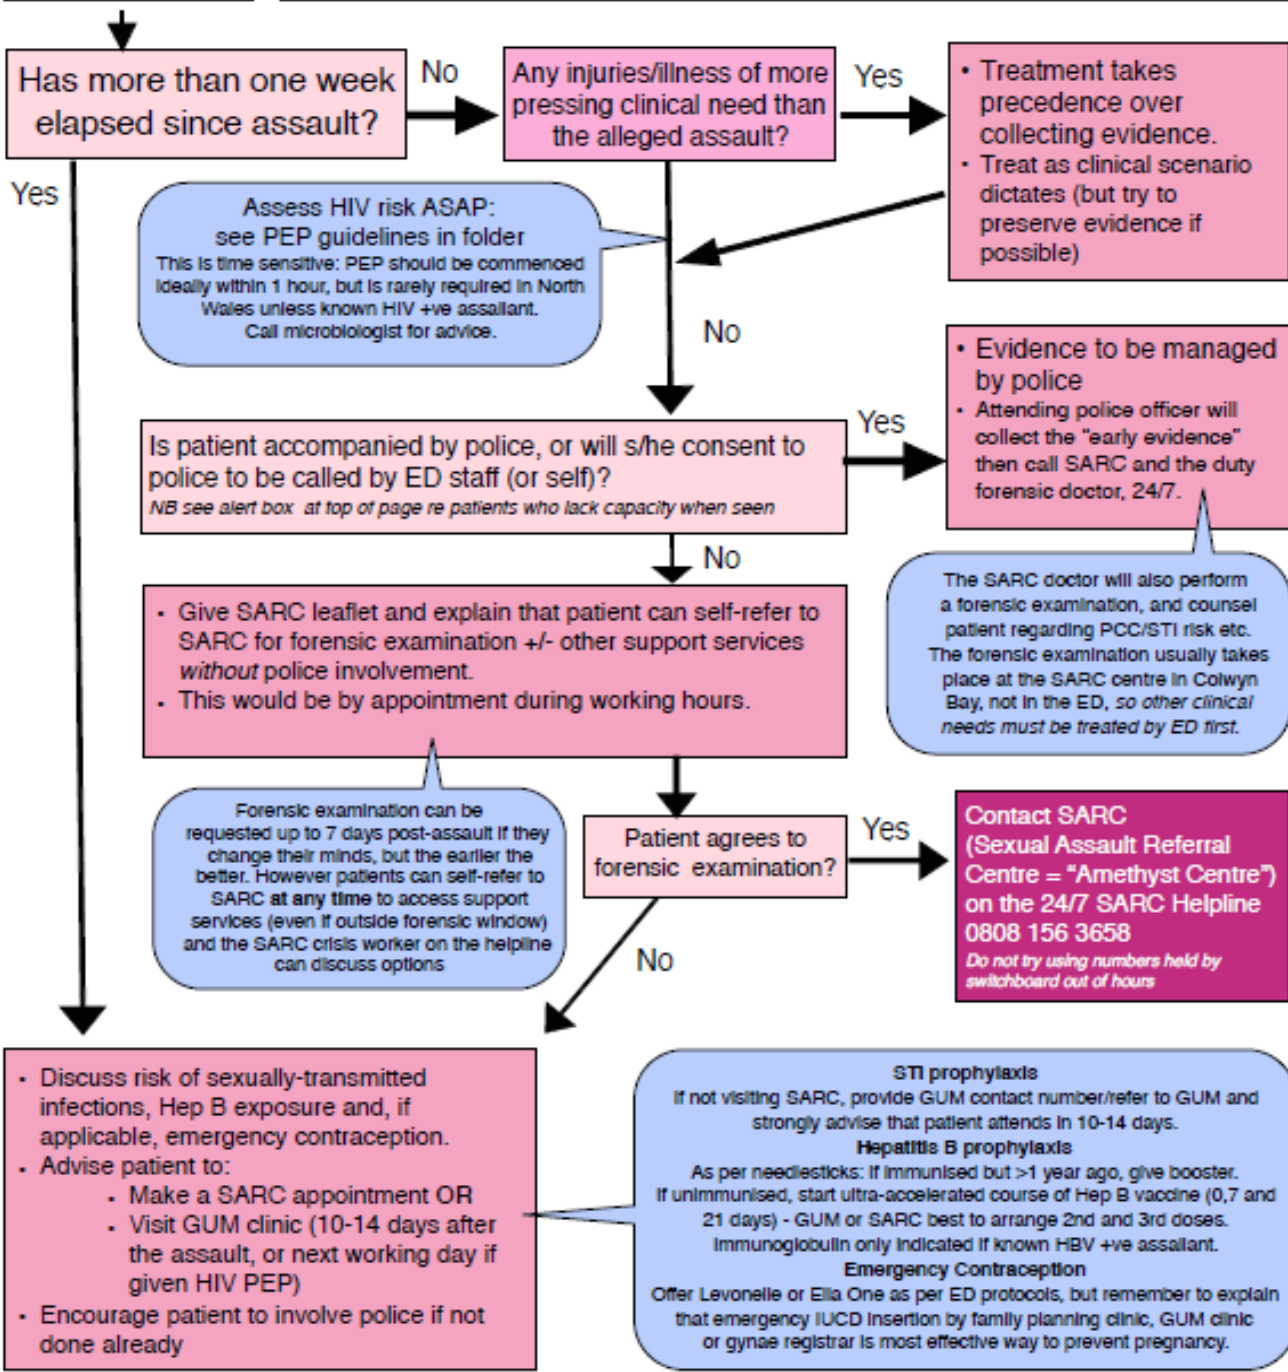 Has more than one week
elapsed since assault?
No
Any injuries/illness of more
pressing clinical need than
the alleged assault?
Yes
• Treatment takes
precedence over
collecting evidence.
• Treat as clinical scenario
dictates (but try to
preserve evidence if
possible)
Yes
Assess HIV risk ASAP:
see PEP guidelines in folder
This is time sensitive: PEP should be commenced
ideally within 1 hour, but is rarely required in North
Wales unless known HIV +ve assailant.
Call microbiologist for advice.
No
• Evidence to be managed
by police
• Attending police officer will
collect the “early evidence”
then call SARC and the duty
forensic doctor, 24/7.
Is patient accompanied by police, or will s/he consent to
police to be called by ED staff (or self)?
NB see alert box at top of page re patients who lack capacity when seen
Yes
No
The SARC doctor will also perform
a forensic examination, and counsel
patient regarding PCC/STI risk etc.
The forensic examination usually takes
place at the SARC centre in Colwyn
Bay, not in the ED, so other clinical
needs must be treated by ED first.
• Give SARC leaflet and explain that patient can self-refer to
SARC for forensic examination +/- other support services
without police involvement.
• This would be by appointment during working hours.
Forensic examination can be
requested up to 7 days post-assault if they
change their minds, but the earlier the
better. However patients can self-refer to
SARC at any time to access support
services (even if outside forensic window)
and the SARC crisis worker on the helpline
can discuss options
Patient agrees to
forensic examination?
Yes
Contact SARC
(Sexual Assault Referral
Centre = “Amethyst Centre”)
on the 24/7 SARC Helpline
0808 156 3658
Do not try using numbers held by
switchboard out of hours
No
• Discuss risk of sexually-transmitted
infections, Hep B exposure and, if
applicable, emergency contraception.
• Advise patient to:
• Make a SARC appointment OR
• Visit GUM clinic (10-14 days after
the assault, or next working day if
given HIV PEP)
• Encourage patient to involve police if not
done already
STI prophylaxis
If not visiting SARC, provide GUM contact number/refer to GUM and
strongly advise that patient attends in 10-14 days.
Hepatitis B prophylaxis
As per needlesticks: if immunised but >1 year ago, give booster.
If unimmunised, start ultra-accelerated course of Hep B vaccine (0,7 and
21 days) - GUM or SARC best to arrange 2nd and 3rd doses.
Immunoglobulin only indicated if known HBV +ve assailant.
Emergency Contraception
Offer Levonelle or Ella One as per ED protocols, but remember to explain
that emergency IUCD insertion by family planning clinic, GUM clinic
or gynae registrar is most effective way to prevent pregnancy.